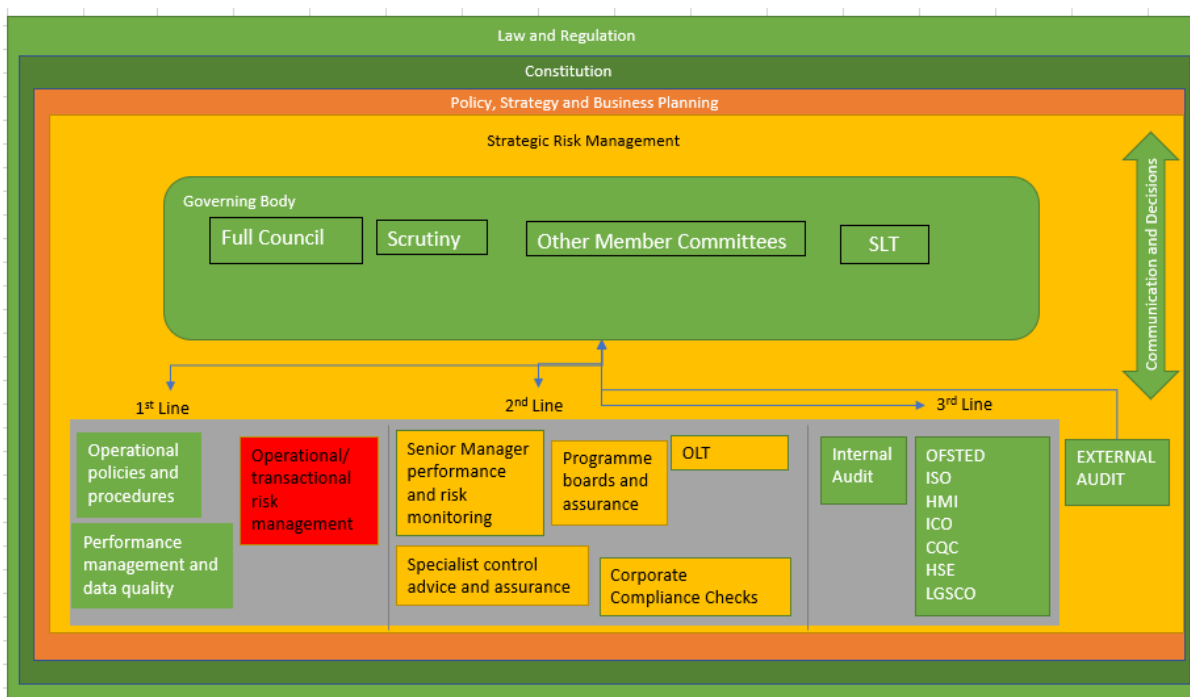 Law and Regulation
Constitution
Policy, Strategy and Business Planning
Strategic Risk Management
Communication and Decisions
Governing Body
Full Council
Scrutiny
Other Member Committees
SLT
1st Line
2nd Line
3rd Line
Operational
policies and
procedures
Operational/
transactional
risk
management
Performance
management and
data quality
Senior Manager
performance
and risk
monitoring
Programme
boards and
assurance
OLT
Specialist control
advice and assurance
Corporate
Compliance Checks
Internal
Audit
OFSTED
ISO
HMI
ICO
CQC
HSE
LGSCO
EXTERNAL
AUDIT